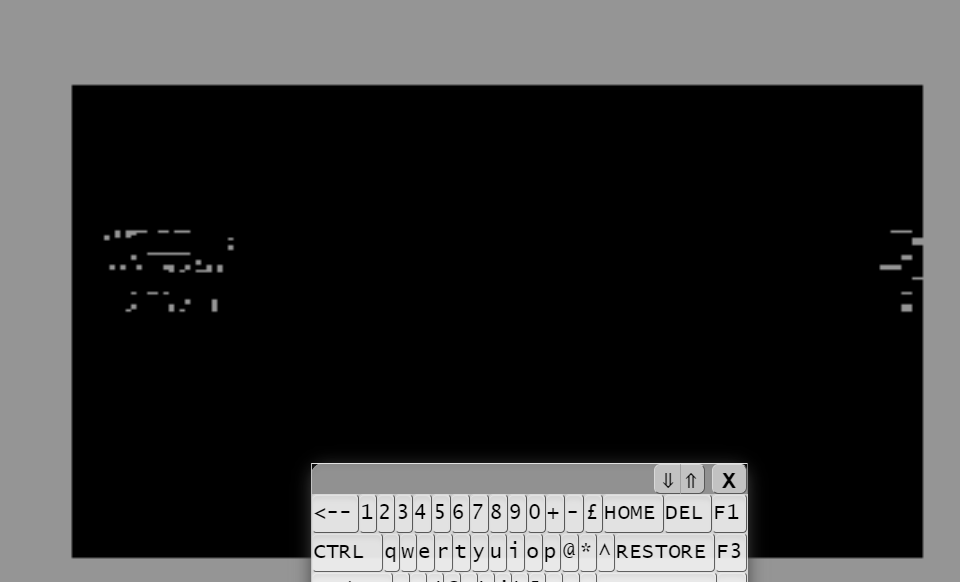 ⇓ ⇑ X
<-- 1 2 3 4 5 6 7 8 9 0 + - £ HOME DEL F1
CTRL q w e r t y u i o p @ * ^ RESTORE F3